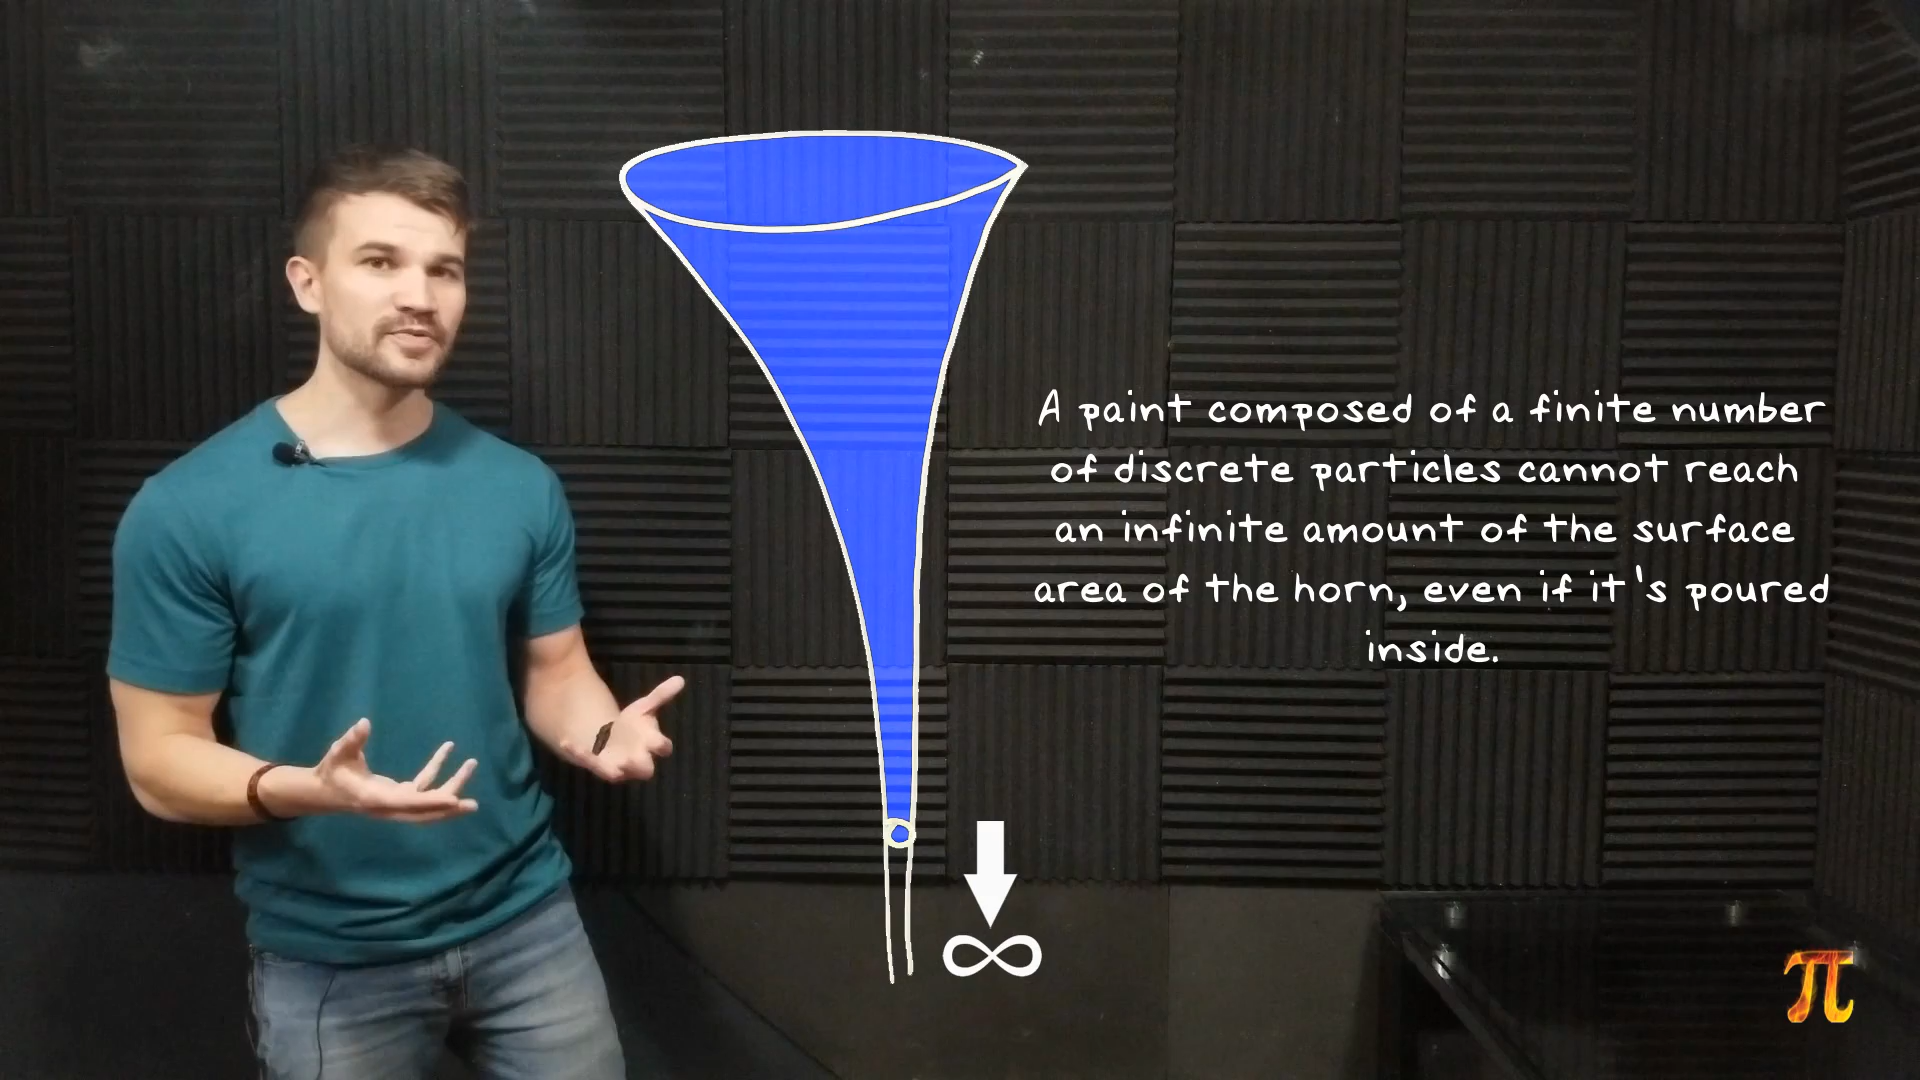 A paint composed of a finite number
of discrete particles cannot reach
an infinite amount of the surface
area of the horn, even if it's poured
inside.
∞
π